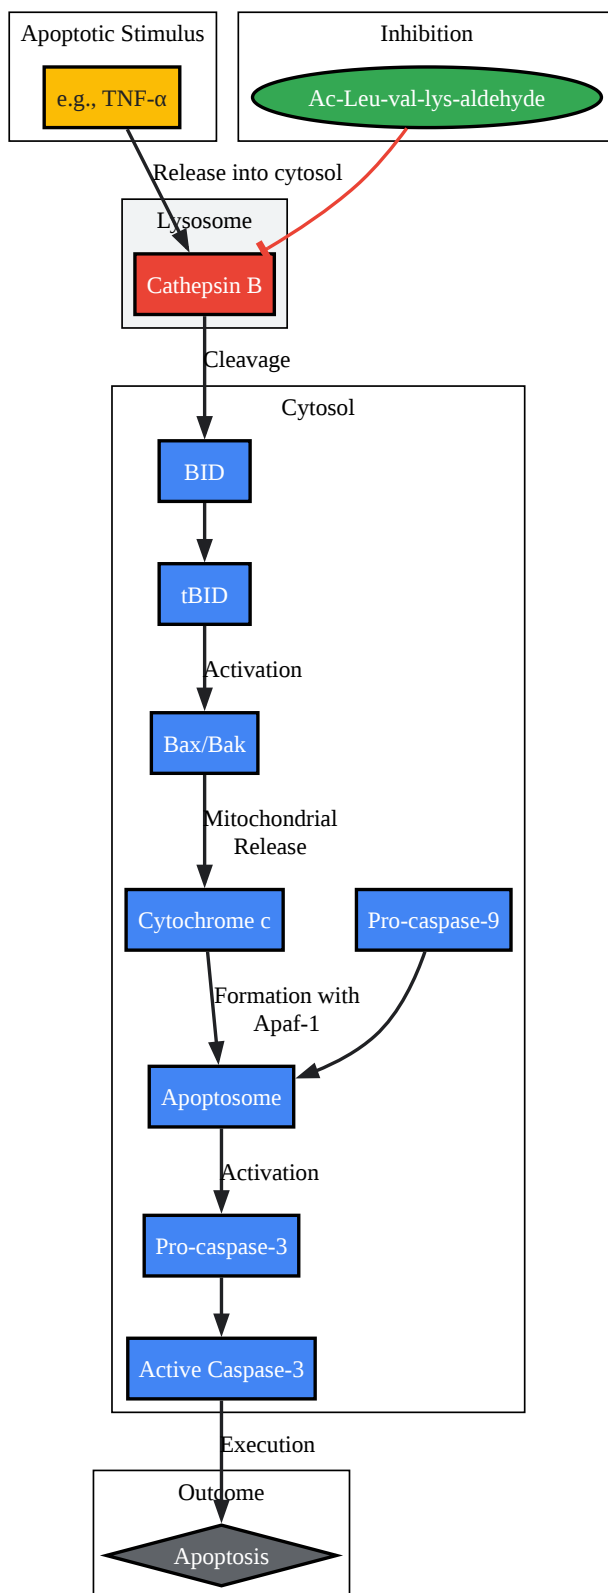 Apoptotic Stimulus
Inhibition
e.g., TNF-α
Ac-Leu-val-lys-aldehyde
Release into cytosol
Lysosome
Cathepsin B
Cleavage
Cytosol
BID
tBID
Activation
Bax/Bak
Mitochondrial
Release
Cytochrome c
Pro-caspase-9
Formation with
Apaf-1
Apoptosome
Activation
Pro-caspase-3
Active Caspase-3
Execution
Outcome
Apoptosis